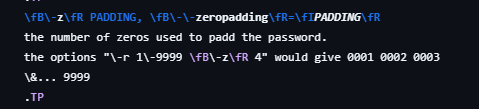 \fB\-z\fR PADDING, \fB\-\-zeropadding\fR=\fIPADDING\fR
the number of zeros used to padd the password.
the options "\-r 1\-9999 \fB\-z\fR 4" would give 0001 0002 0003
\&... 9999
.TP